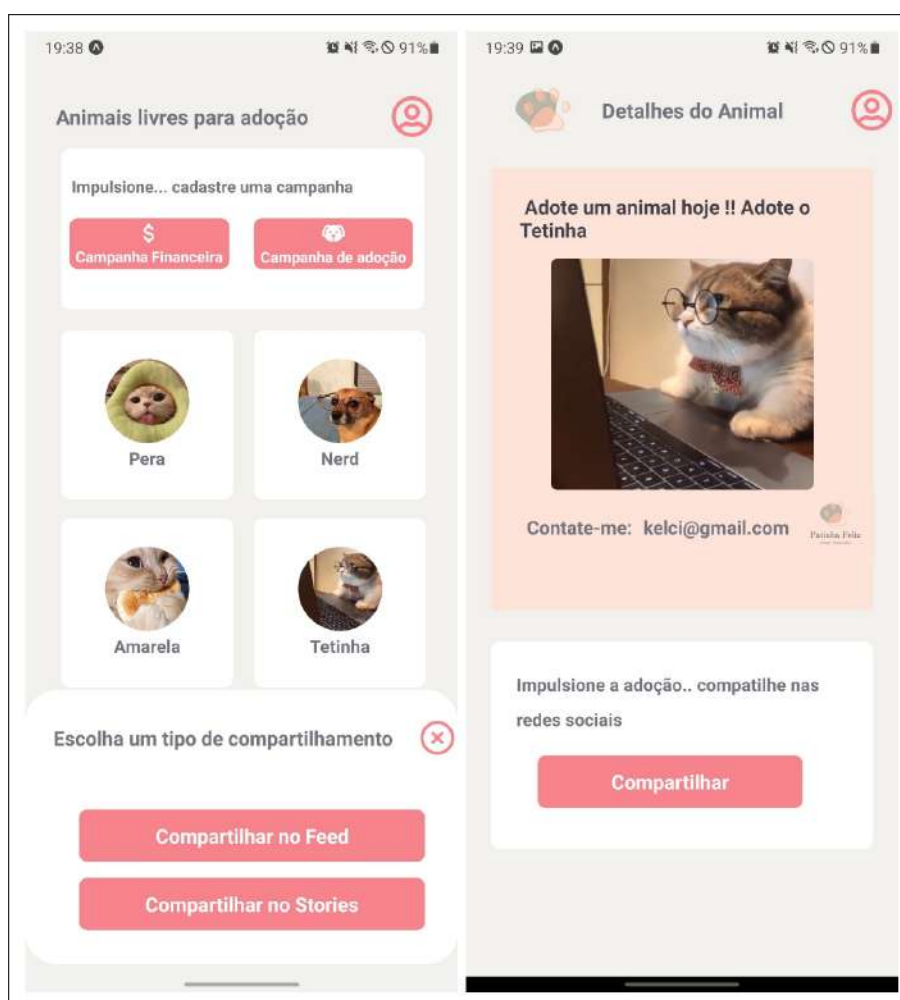 19:38
91%
Animais livres para adoção
Impulsione... cadastre uma campanha
$
Campanha Financeira
Campanha de adoção
Pera
Nerd
Amarela
Tetinha
Escolha um tipo de compartilhamento
Compartilhar no Feed
Compartilhar no Stories
19:39
91%
Detalhes do Animal
Adote um animal hoje !! Adote o
Tetinha
Contate-me: kelci@gmail.com
Patinha Feliz
Impulsione a adoção.. compatilhe nas
redes sociais
Compartilhar